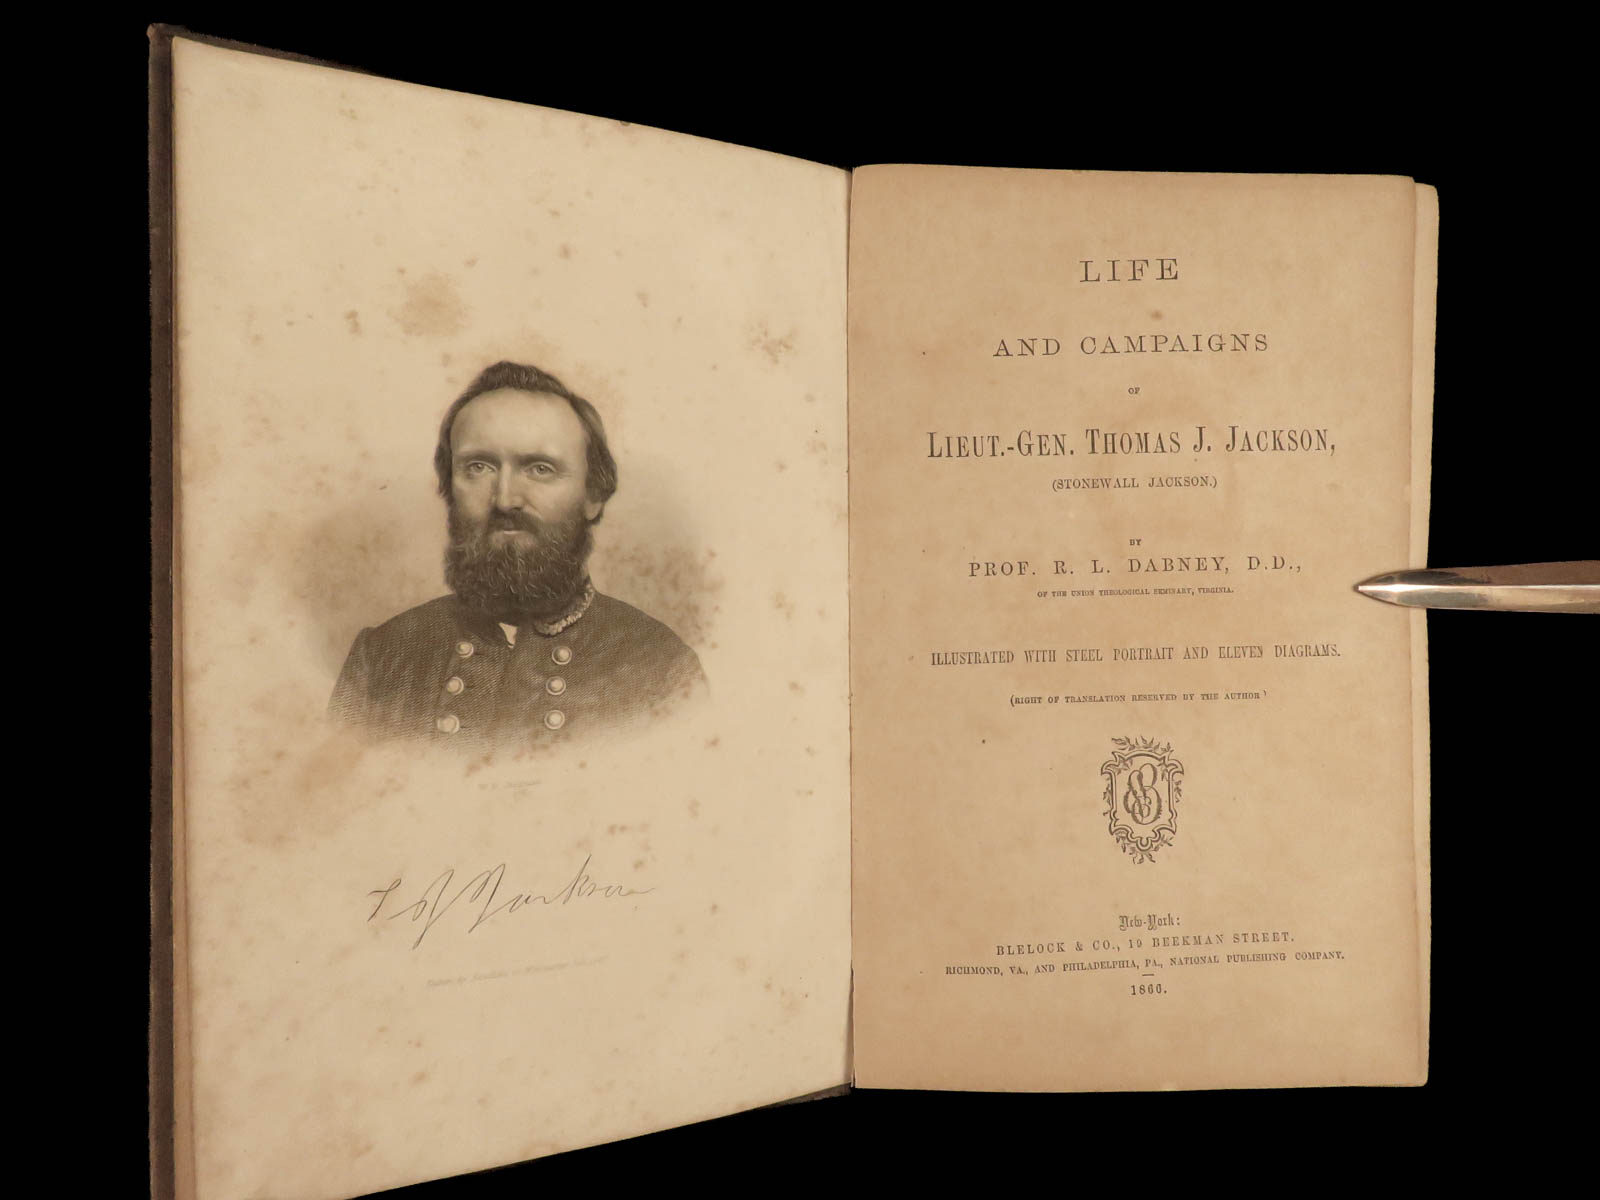 T J Jackson
LIFE
AND CAMPAIGNS
OF
LIEUT.-GEN. THOMAS J. JACKSON,
(STONEWALL JACKSON.)
BY
PROF. R. L. DABNEY, D.D.,
OF THE UNION THEOLOGICAL SEMINARY, VIRGINIA.
ILLUSTRATED WITH STEEL PORTRAIT AND ELEVEN DIAGRAMS.
(RIGHT OF TRANSLATION RESERVED BY THE AUTHOR)
New-York:
BLELOCK & CO., 19 BEEKMAN STREET.
RICHMOND, VA., AND PHILADELPHIA, PA., NATIONAL PUBLISHING COMPANY.
1866.